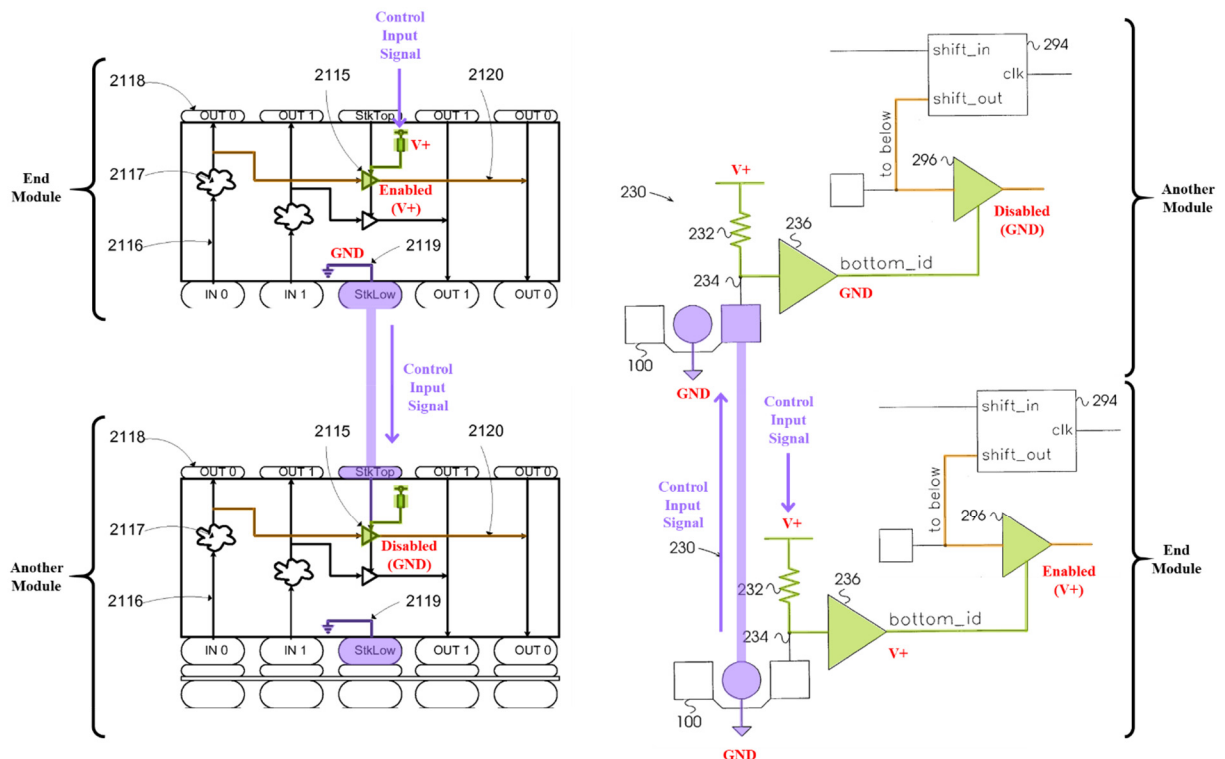 Control
Input
Signal
2118
2115
2120
OUT 0
OUT 1
StkTop
OUT 1
OUT 0
V+
2117
Enabled
(V+)
End
Module
2116
GND
2119
IN 0
IN 1
StkLow
OUT 1
OUT 0
Control
Input
Signal
2118
2115
2120
OUT 0
OUT 1
StkTop
OUT 1
OUT 0
2117
Disabled
(GND)
Another
Module
2116
2119
IN 0
IN 1
StkLow
OUT 1
OUT 0
shift_in
294
clk
shift_out
to below
296
Disabled
(GND)
Another
Module
230
V+
232
236
234
bottom_id
GND
100
GND
shift_in
294
clk
shift_out
to below
296
Enabled
(V+)
End
Module
Control
Input
Signal
Control
Input
Signal
230
V+
232
236
234
bottom_id
V+
100
GND